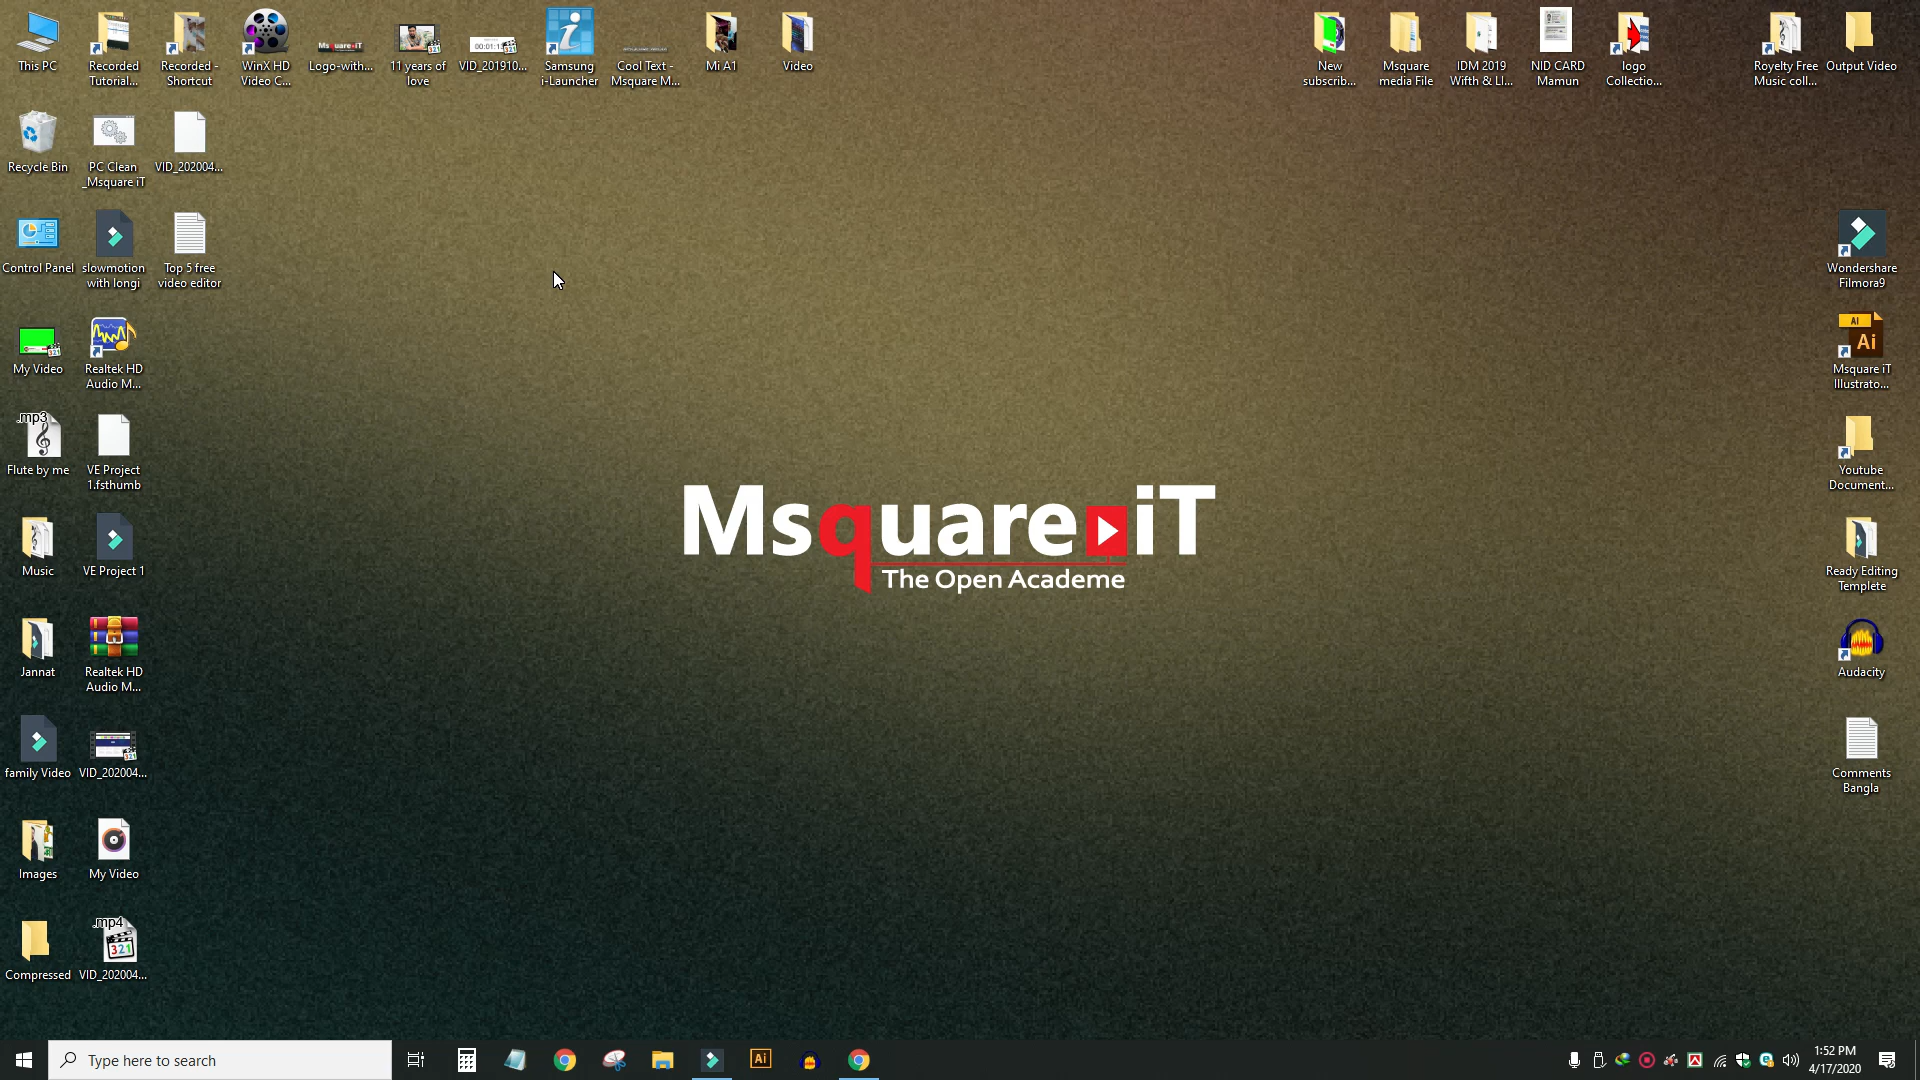 This PC
Recorded
Tutorial...
Recorded -
Shortcut
WinX HD
Video C...
Logo-with...
11 years of
love
VID_201910...
Samsung
i-Launcher
Cool Text -
Msquare M...
Mi A1
Video
New
subscrib...
Msquare
media File
IDM 2019
Wifth & LI...
NID CARD
Mamun
logo
Collectio...
Royelty Free
Music coll...
Output Video
Recycle Bin
PC Clean
_Msquare iT
VID_202004...
Control Panel
slowmotion
with longi
Top 5 free
video editor
Wondershare
Filmora9
My Video
Realtek HD
Audio M...
AI
Ai
Msquare iT
Illustrato...
.mp3
Flute by me
VE Project
1.fsthumb
Youtube
Document...
Music
VE Project 1
Msquare iT
The Open Academe
Ready Editing
Templete
Jannat
Realtek HD
Audio M...
Audacity
family Video
VID_202004...
Comments
Bangla
Images
My Video
.mp4
321
Compressed
VID_202004...
Type here to search
Ai
1:52 PM
4/17/2020